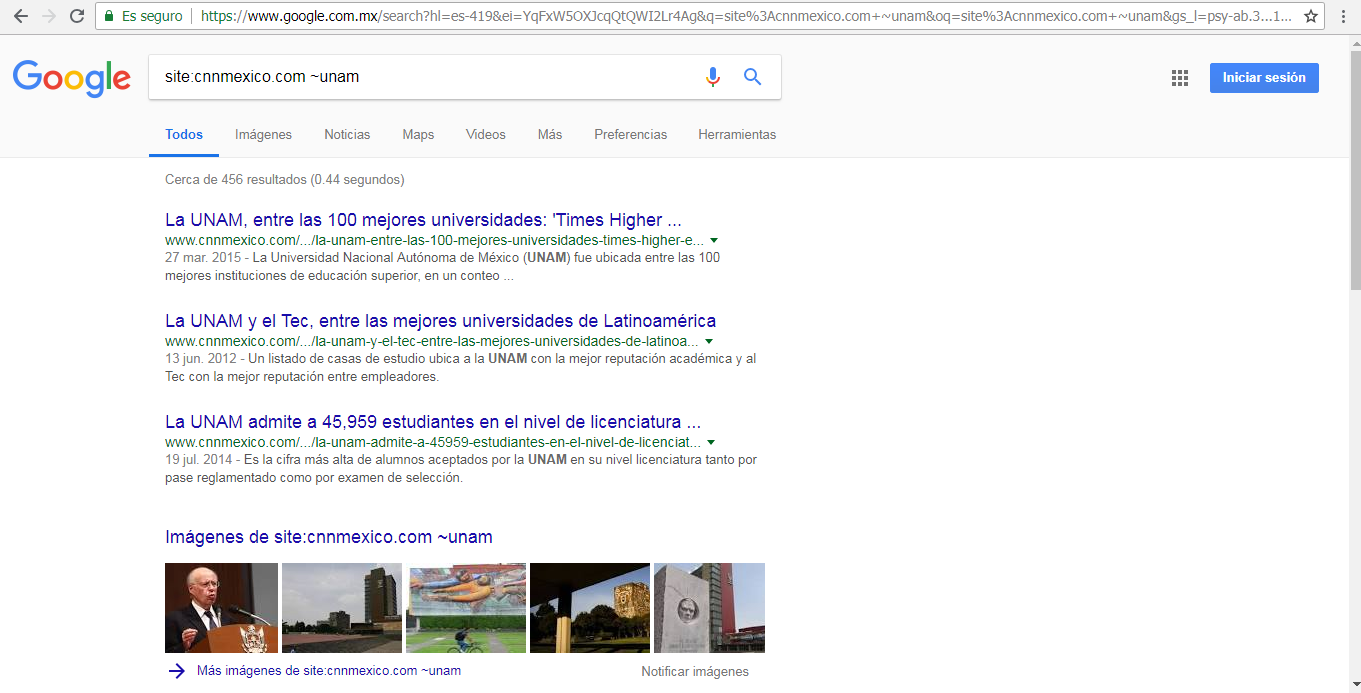 Es seguro
https://www.google.com.mx/search?hl=es-419&ei=YqFxW5OXJcqQtQWI2Lr4Ag&q=site%3Acnnmexico.com+~unam&oq=site%3Acnnmexico.com+~unam&gs_l=psy-ab.3...1...
Google
site:cnnmexico.com ~unam
Iniciar sesión
Todos Imágenes Noticias Maps Videos Más Preferencias Herramientas
Cerca de 456 resultados (0.44 segundos)
La UNAM, entre las 100 mejores universidades: 'Times Higher ...
www.cnnmexico.com/.../la-unam-entre-las-100-mejores-universidades-times-higher-e...
27 mar. 2015 - La Universidad Nacional Autónoma de México (UNAM) fue ubicada entre las 100
mejores instituciones de educación superior, en un conteo ...
La UNAM y el Tec, entre las mejores universidades de Latinoamérica
www.cnnmexico.com/.../la-unam-y-el-tec-entre-las-mejores-universidades-de-latinoa...
13 jun. 2012 - Un listado de casas de estudio ubica a la UNAM con la mejor reputación académica y al
Tec con la mejor reputación entre empleadores.
La UNAM admite a 45,959 estudiantes en el nivel de licenciatura ...
www.cnnmexico.com/.../la-unam-admite-a-45959-estudiantes-en-el-nivel-de-licenciat...
19 jul. 2014 - Es la cifra más alta de alumnos aceptados por la UNAM en su nivel licenciatura tanto por
pase reglamentado como por examen de selección.
Imágenes de site:cnnmexico.com ~unam
Más imágenes de site:cnnmexico.com ~unam
Notificar imágenes